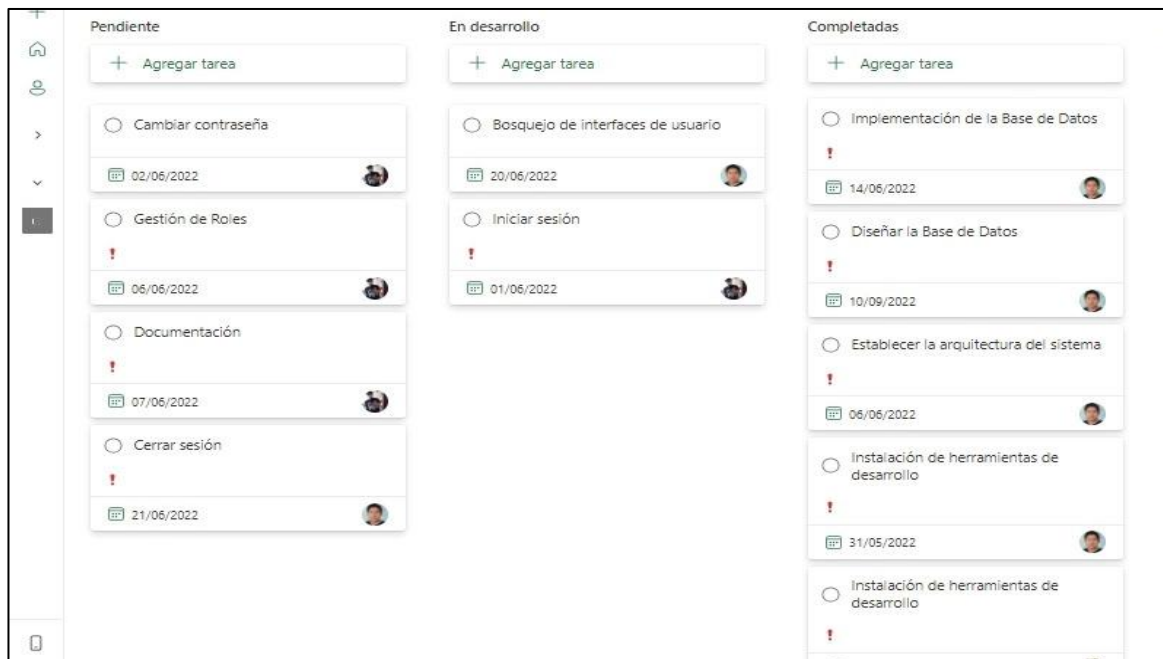 Pendiente
Agregar tarea
Cambiar contraseña
02/06/2022
Gestión de Roles
06/06/2022
Documentación
07/06/2022
Cerrar sesión
21/06/2022
En desarrollo
Agregar tarea
Bosquejo de interfaces de usuario
20/06/2022
Iniciar sesión
01/06/2022
Completadas
Agregar tarea
Implementación de la Base de Datos
14/06/2022
Diseñar la Base de Datos
10/09/2022
Establecer la arquitectura del sistema
06/06/2022
Instalación de herramientas de
desarrollo
31/05/2022
Instalación de herramientas de
desarrollo